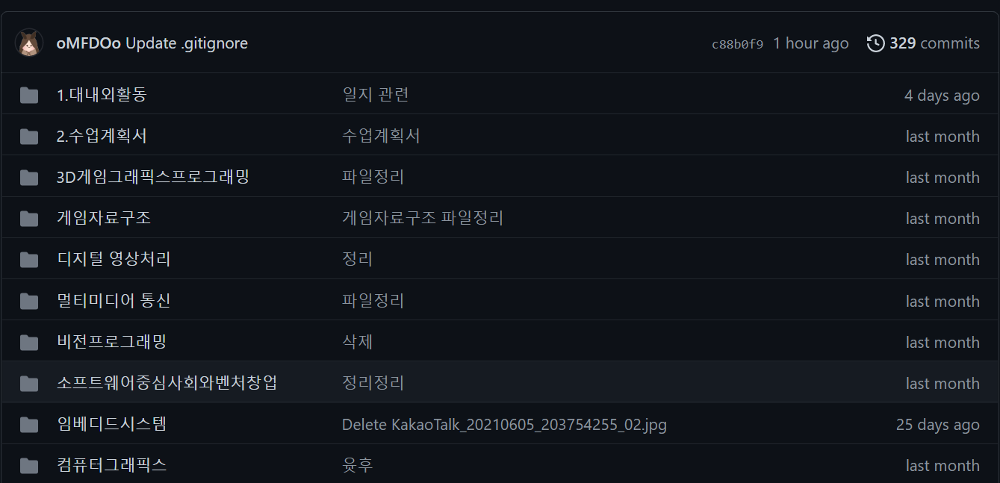 oMFDOo Update .gitignore c88b0f9 1 hour ago 329 commits
1.대내외활동 일지 관련 4 days ago
2.수업계획서 수업계획서 last month
3D게임그래픽스프로그래밍 파일정리 last month
게임자료구조 게임자료구조 파일정리 last month
디지털 영상처리 정리 last month
멀티미디어 통신 파일정리 last month
비전프로그래밍 삭제 last month
소프트웨어중심사회와벤처창업 정리정리 last month
임베디드시스템 Delete KakaoTalk_20210605_203754255_02.jpg 25 days ago
컴퓨터그래픽스 윳후 last month